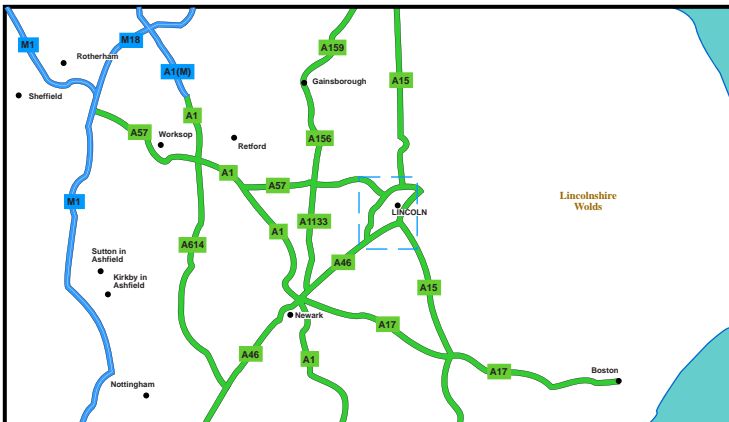 M1
M18
A159
Rotherham
A1(M)
Gainsborough
A15
Sheffield
A1
A57
Worksop
A156
Retford
A1
A57
Lincolnshire
Wolds
M1
LINCOLN
A1133
A1
A614
Sutton in
Ashfield
A46
Kirkby in
Ashfield
A15
Newark
A17
A46
A1
Boston
A17
Nottingham